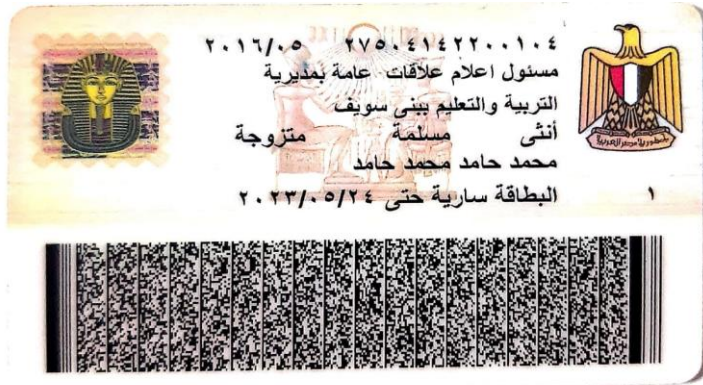 ٢٧٥٠٤١٤٢٢٠٠١٠٤ ٢٠١٦/٠٥
مسئول اعلام علاقات عامة بمديرية
التربية والتعليم ببنى سويف
أنثى مسلمة متزوجة
محمد حامد محمد حامد
البطاقة سارية حتى ٢٠٢٣/٠٥/٢٤
١